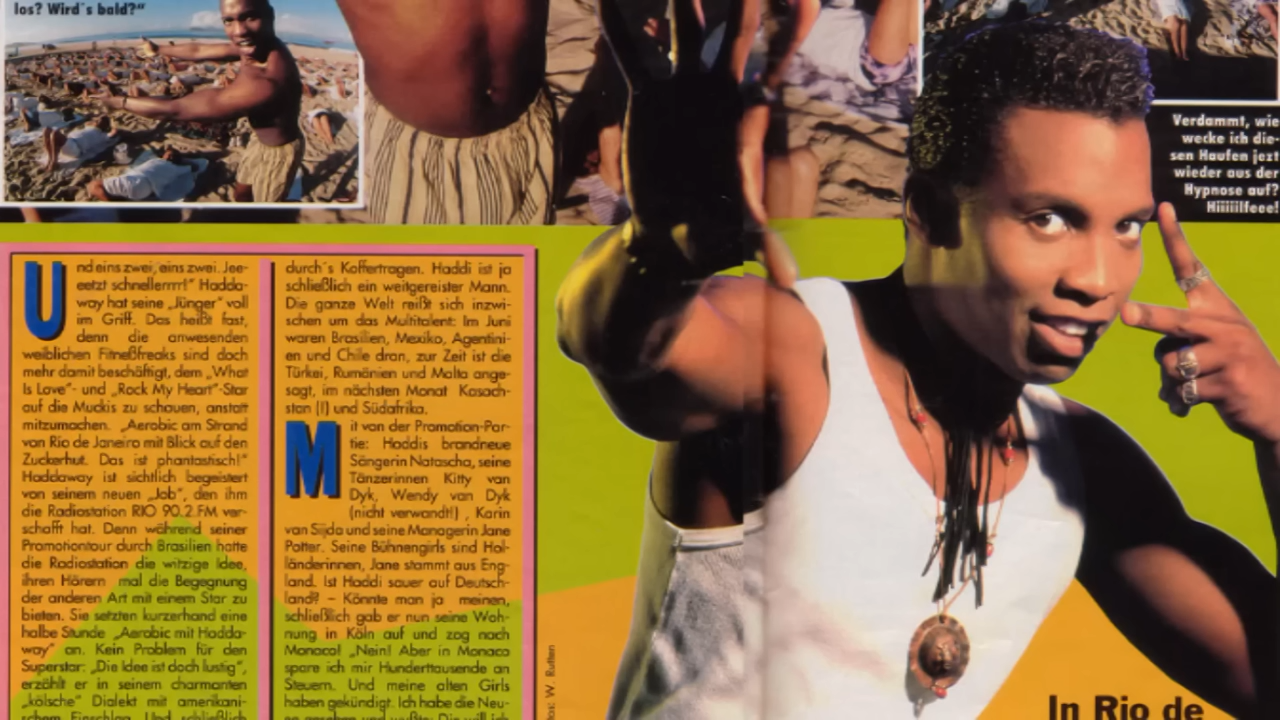 los? Wird´s bald?“
Verdammt, wie
wecke ich die-
sen Haufen jezt
wieder aus der
Hypnose auf?
Hiiiiilfeee!
Und eins zwei, eins zwei. Jee-
eetzt schnellerrrr!“ Hadda-
way hat seine „Jünger“ voll
im Griff. Das heißt fast,
denn die anwesenden
weiblichen Fitneßfreaks sind doch
mehr damit beschäftigt, dem „What
Is Love“- und „Rock My Heart“-Star
auf die Muckis zu schauen, anstatt
mitzumachen. „Aerobic am Strand
von Rio de Janeiro mit Blick auf den
Zuckerhut. Das ist phantastisch!“
Haddaway ist sichtlich begeistert
von seinem neuen „Job“, den ihm
die Radiostation RIO 90.2 FM ver-
schafft hat. Denn während seiner
Promotiontour durch Brasilien hatte
die Radiostation die witzige Idee,
ihren Hörern mal die Begegnung
der anderen Art mit einem Star zu
bieten. Sie setzten kurzerhand eine
halbe Stunde „Aerobic mit Hadda-
way“ an. Kein Problem für den
Superstar: „Die Idee ist doch lustig“,
erzählt er in seinem charmanten
„kölsche“ Dialekt mit amerikani-
schem Einschlag. Und schließlich
durch´s Koffertragen. Haddi ist ja
schließlich ein weitgereister Mann.
Die ganze Welt reißt sich inzwi-
schen um das Multitalent: Im Juni
waren Brasilien, Mexiko, Agentini-
en und Chile dran, zur Zeit ist die
Türkei, Rumänien und Malta ange-
sagt, im nächsten Monat Kasach-
stan (!) und Südafrika.
Mit von der Promotion-Par-
tie: Haddis brandneue
Sängerin Natascha, seine
Tänzerinnen Kitty van
Dyk, Wendy van Dyk
(nicht verwandt!) , Karin
van Sijda und seine Managerin Jane
Potter. Seine Bühnengirls sind Hol-
länderinnen, Jane stammt aus Eng-
land. Ist Haddi sauer auf Deutsch-
land? – Könnte man ja meinen,
schließlich gab er nun seine Woh-
nung in Köln auf und zog nach
Monaco! „Nein! Aber in Monaco
spare ich mir Hunderttausende an
Steuern. Und meine alten Girls
haben gekündigt. Ich habe die Neu-
en gesehen und wußte: Die will ich
W. Rutten
In Rio de